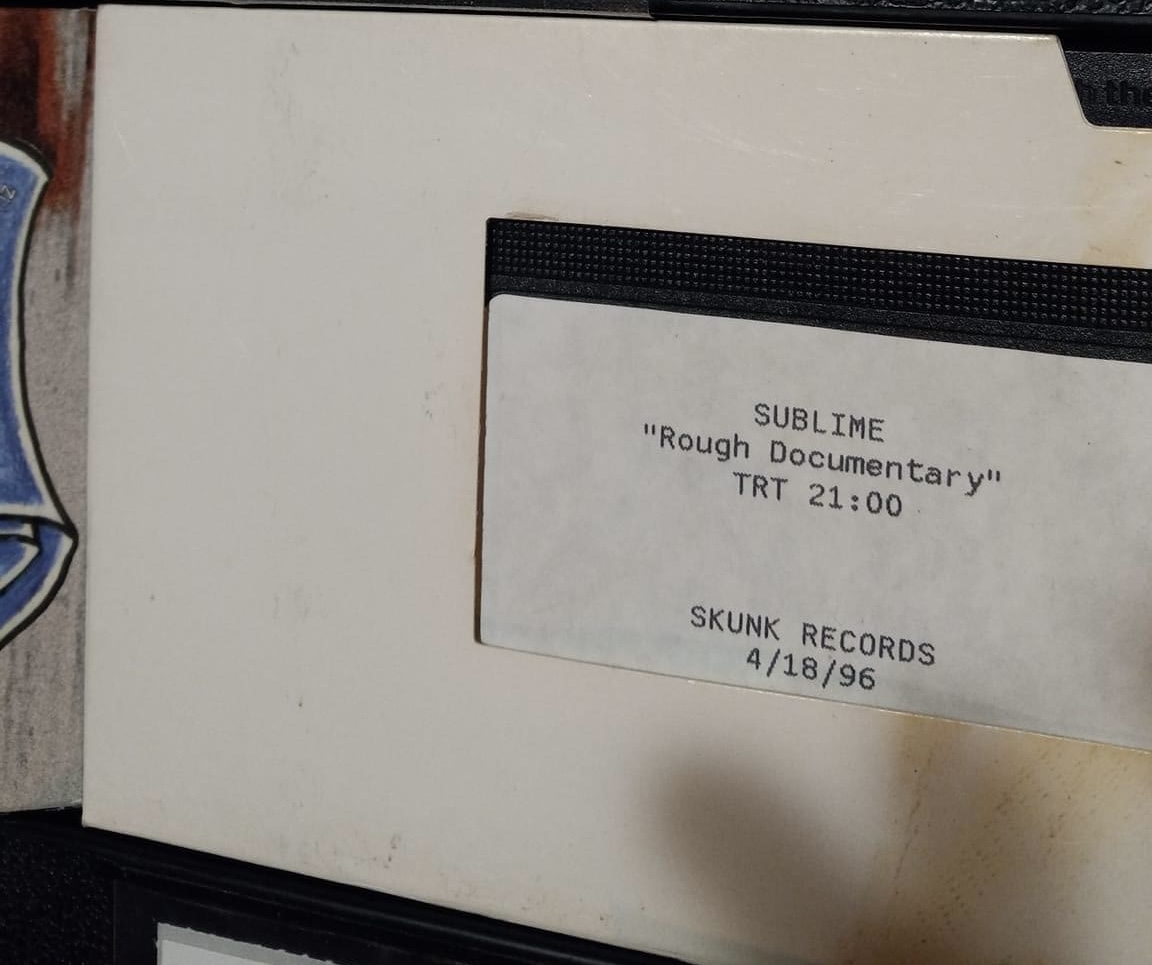 SUBLIME
"Rough Documentary"
TRT 21:00
SKUNK RECORDS
4/18/96